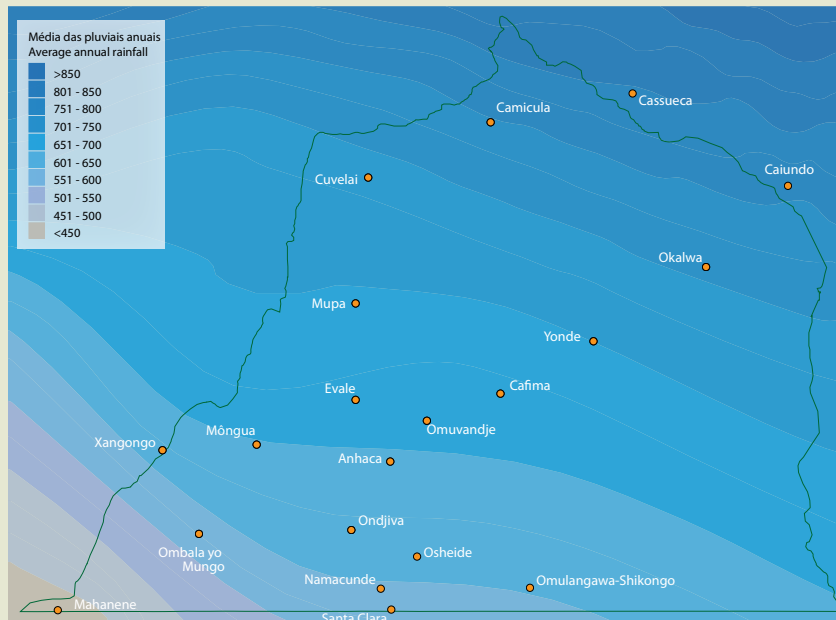 Média das pluviais anuais
Average annual rainfall
>850
801 - 850
751 - 800
701 - 750
651 - 700
601 - 650
551 - 600
501 - 550
451 - 500
<450
Cassueca
Camicula
Caiundo
Cuvelai
Okalwa
Mupa
Yonde
Evale
Cafima
Môngua
Omuvandje
Xangongo
Anhaca
Ondjiva
Ombala yo
Mungo
Osheide
Namacunde
Omulangawa-Shikongo
Mahanene
Santa Clara